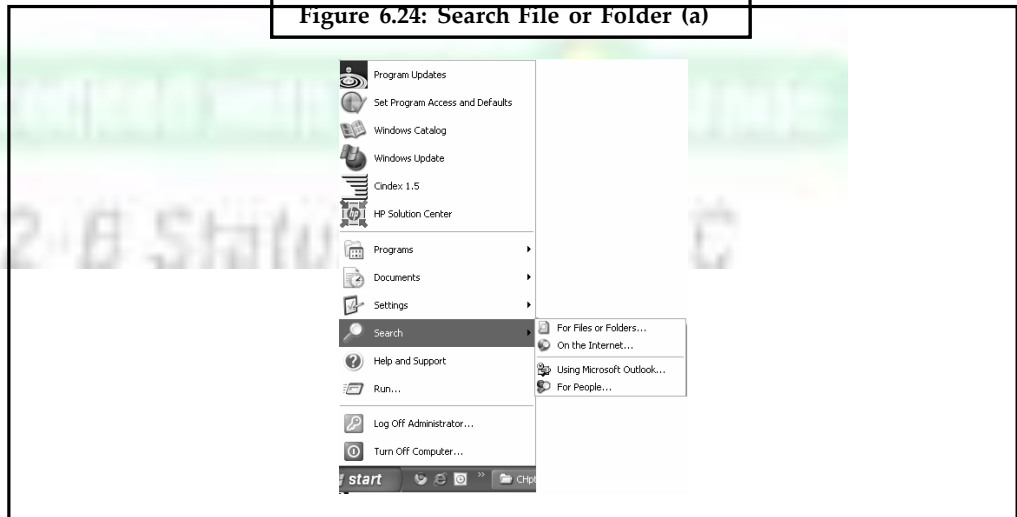 Figure 6.24: Search File or Folder (a)
Program Updates
Set Program Access and Defaults
Windows Catalog
Windows Update
Cindex 1.5
HP Solution Center
Programs
Documents
Settings
Search
For Files or Folders...
On the Internet...
Using Microsoft Outlook...
For People...
Help and Support
Run...
Log Off Administrator...
Turn Off Computer...
start